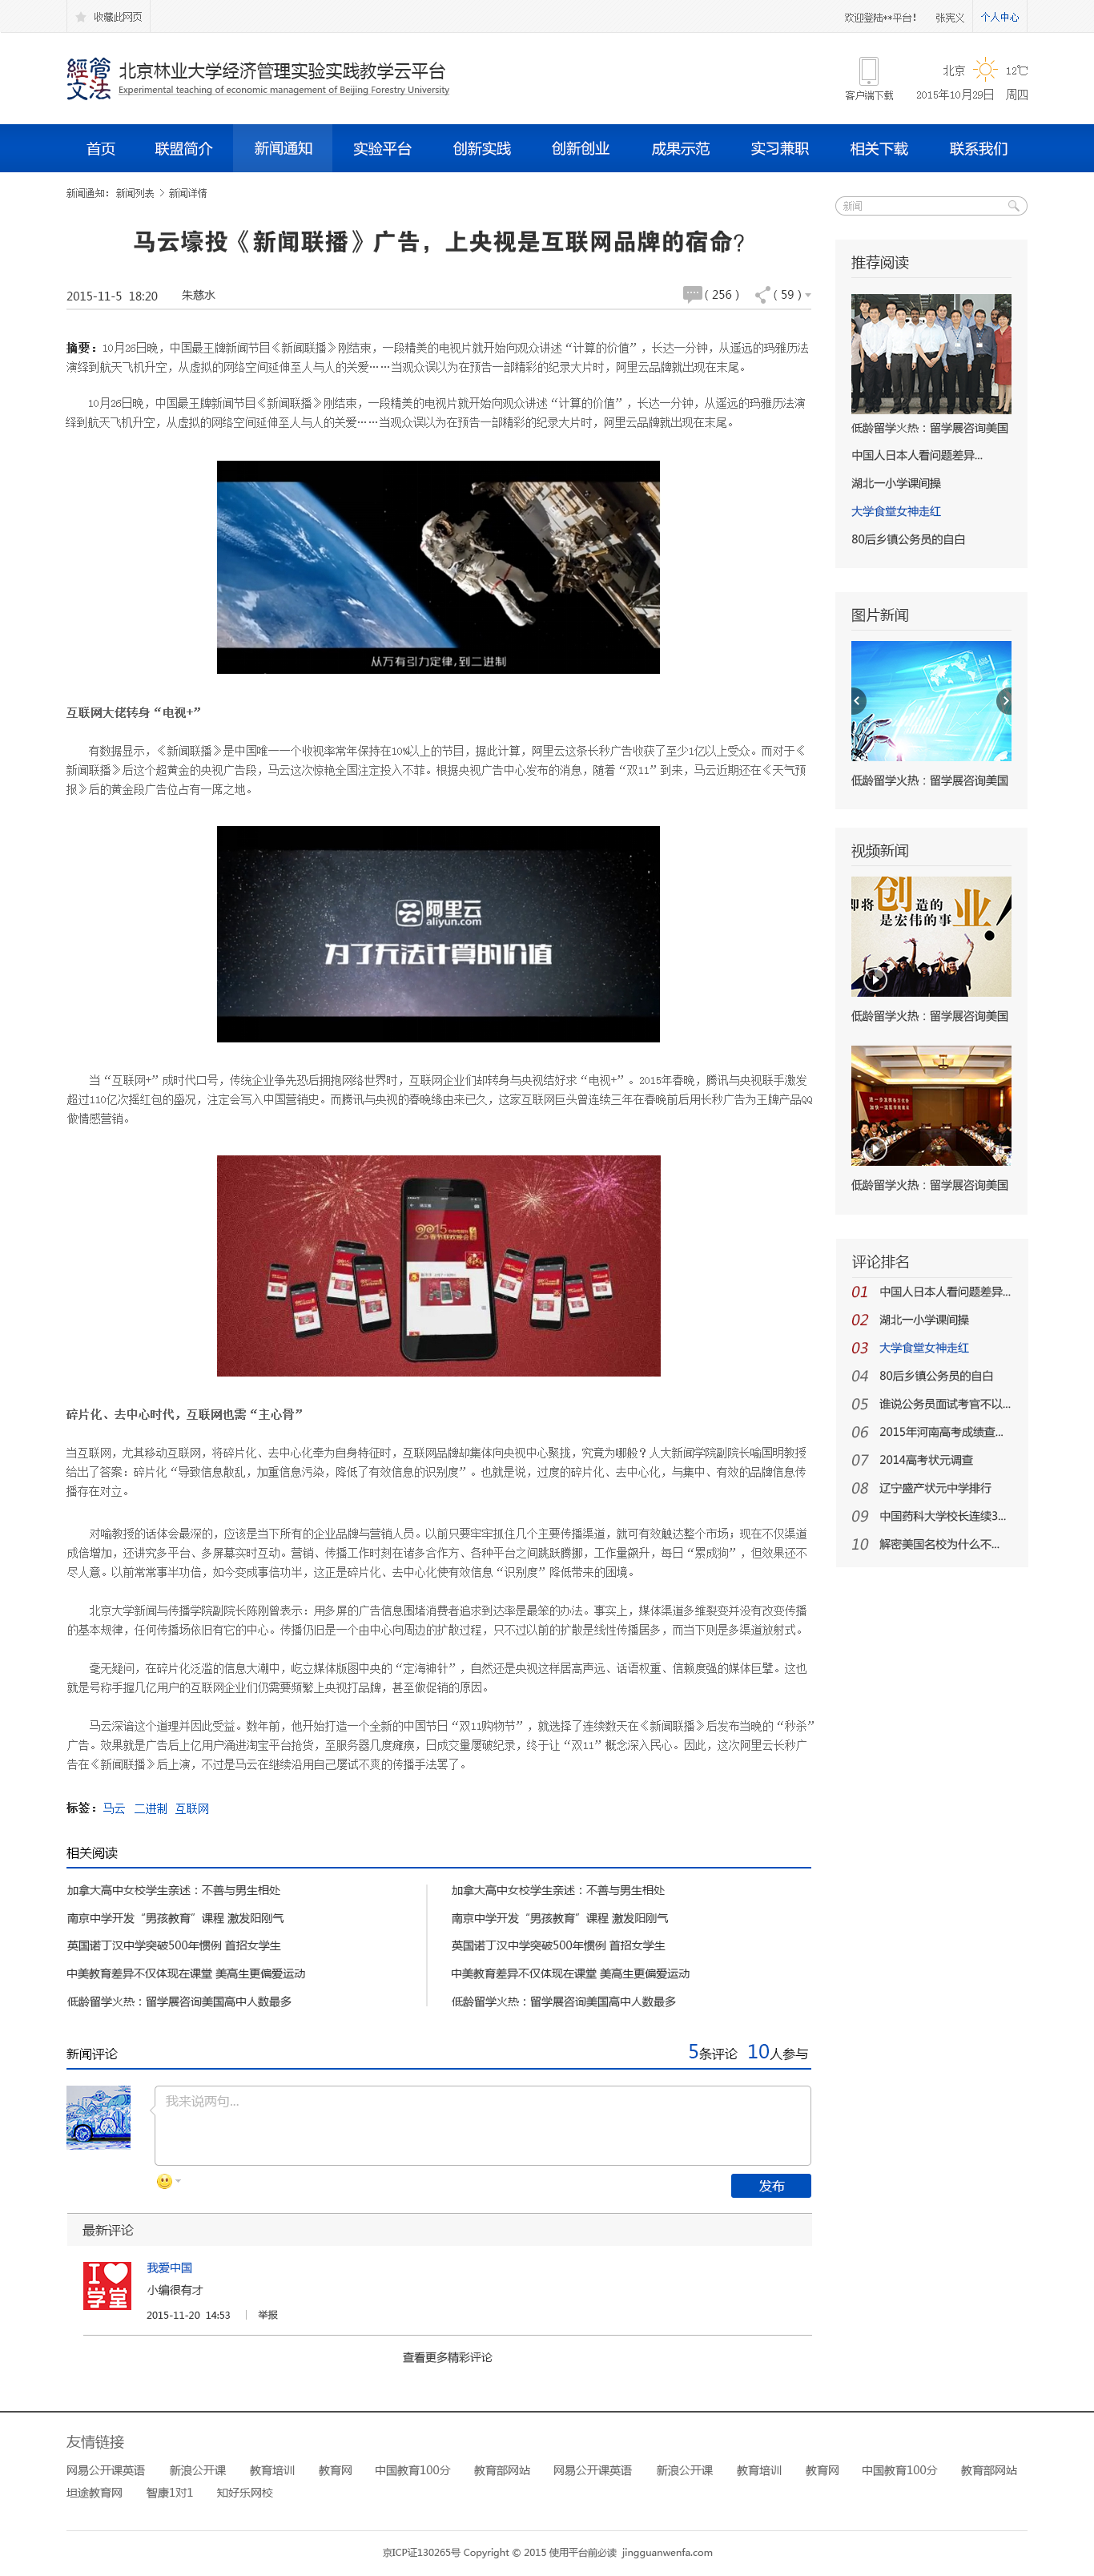 收藏此网页
欢迎登陆**平台！ 张宪义 个人中心
經管文法
北京林业大学经济管理实验实践教学云平台
Experimental teaching of economic management of Beijing Forestry University
客户端下载
北京 12℃
2015年10月29日 周四
首页 联盟简介 新闻通知 实验平台 创新实践 创新创业 成果示范 实习兼职 相关下载 联系我们
新闻通知： 新闻列表 > 新闻详情
马云壕投《新闻联播》广告，上央视是互联网品牌的宿命？
2015-11-5 18:20 朱慈水 ( 256 ) ( 59 )
摘要：10月26日晚，中国最王牌新闻节目《新闻联播》刚结束，一段精美的电视片就开始向观众讲述“计算的价值”，长达一分钟，从遥远的玛雅历法
演绎到航天飞机升空，从虚拟的网络空间延伸至人与人的关爱……当观众误以为在预告一部精彩的纪录大片时，阿里云品牌就出现在末尾。
10月26日晚，中国最王牌新闻节目《新闻联播》刚结束，一段精美的电视片就开始向观众讲述“计算的价值”，长达一分钟，从遥远的玛雅历法演
绎到航天飞机升空，从虚拟的网络空间延伸至人与人的关爱……当观众误以为在预告一部精彩的纪录大片时，阿里云品牌就出现在末尾。
从万有引力定律,到二进制
互联网大佬转身“电视+”
有数据显示，《新闻联播》是中国唯一一个收视率常年保持在10%以上的节目，据此计算，阿里云这条长秒广告收获了至少1亿以上受众。而对于《
新闻联播》后这个超黄金的央视广告段，马云这次惊艳全国注定投入不菲。根据央视广告中心发布的消息，随着“双11”到来，马云近期还在《天气预
报》后的黄金段广告位占有一席之地。
阿里云
aliyun.com
为了无法计算的价值
当“互联网+”成时代口号，传统企业争先恐后拥抱网络世界时，互联网企业们却转身与央视结好求“电视+”。2015年春晚，腾讯与央视联手激发
超过110亿次摇红包的盛况，注定会写入中国营销史。而腾讯与央视的春晚缘由来已久，这家互联网巨头曾连续三年在春晚前后用长秒广告为王牌产品QQ
做情感营销。
2015
春节联欢晚会
碎片化、去中心时代，互联网也需“主心骨”
当互联网，尤其移动互联网，将碎片化、去中心化奉为自身特征时，互联网品牌却集体向央视中心聚拢，究竟为哪般？人大新闻学院副院长喻国明教授
给出了答案：碎片化“导致信息散乱，加重信息污染，降低了有效信息的识别度”。也就是说，过度的碎片化、去中心化，与集中、有效的品牌信息传
播存在对立。
对喻教授的话体会最深的，应该是当下所有的企业品牌与营销人员。以前只要牢牢抓住几个主要传播渠道，就可有效触达整个市场；现在不仅渠道
成倍增加，还讲究多平台、多屏幕实时互动。营销、传播工作时刻在诸多合作方、各种平台之间跳跃腾挪，工作量飙升，每日“累成狗”，但效果还不
尽人意。以前常常事半功倍，如今变成事倍功半，这正是碎片化、去中心化使有效信息“识别度”降低带来的困境。
北京大学新闻与传播学院副院长陈刚曾表示：用多屏的广告信息围堵消费者追求到达率是最笨的办法。事实上，媒体渠道多维裂变并没有改变传播
的基本规律，任何传播场依旧有它的中心。传播仍旧是一个由中心向周边的扩散过程，只不过以前的扩散是线性传播居多，而当下则是多渠道放射式。
毫无疑问，在碎片化泛滥的信息大潮中，屹立媒体版图中央的“定海神针”，自然还是央视这样居高声远、话语权重、信赖度强的媒体巨擘。这也
就是号称手握几亿用户的互联网企业们仍需要频繁上央视打品牌，甚至做促销的原因。
马云深谙这个道理并因此受益。数年前，他开始打造一个全新的中国节日“双11购物节”，就选择了连续数天在《新闻联播》后发布当晚的“秒杀”
广告。效果就是广告后上亿用户涌进淘宝平台抢货，至服务器几度瘫痪，日成交量屡破纪录，终于让“双11”概念深入民心。因此，这次阿里云长秒广
告在《新闻联播》后上演，不过是马云在继续沿用自己屡试不爽的传播手法罢了。
标签：马云 二进制 互联网
相关阅读
加拿大高中女校学生亲述：不善与男生相处 加拿大高中女校学生亲述：不善与男生相处
南京中学开发“男孩教育”课程 激发阳刚气 南京中学开发“男孩教育”课程 激发阳刚气
英国诺丁汉中学突破500年惯例 首招女学生 英国诺丁汉中学突破500年惯例 首招女学生
中美教育差异不仅体现在课堂 美高生更偏爱运动 中美教育差异不仅体现在课堂 美高生更偏爱运动
低龄留学火热：留学展咨询美国高中人数最多 低龄留学火热：留学展咨询美国高中人数最多
新闻评论 5条评论 10人参与
我来说两句...
发布
最新评论
I 学堂
我爱中国
小编很有才
2015-11-20 14:53 | 举报
查看更多精彩评论
新闻
推荐阅读
低龄留学火热：留学展咨询美国
中国人日本人看问题差异...
湖北一小学课间操
大学食堂女神走红
80后乡镇公务员的自白
图片新闻
低龄留学火热：留学展咨询美国
视频新闻
即将创造的
是宏伟的事业！
低龄留学火热：留学展咨询美国
低龄留学火热：留学展咨询美国
评论排名
01 中国人日本人看问题差异...
02 湖北一小学课间操
03 大学食堂女神走红
04 80后乡镇公务员的自白
05 谁说公务员面试考官不以...
06 2015年河南高考成绩查...
07 2014高考状元调查
08 辽宁盛产状元中学排行
09 中国药科大学校长连续3...
10 解密美国名校为什么不...
友情链接
网易公开课英语 新浪公开课 教育培训 教育网 中国教育100分 教育部网站 网易公开课英语 新浪公开课 教育培训 教育网 中国教育100分 教育部网站
坦途教育网 智康1对1 知好乐网校
京ICP证130265号 Copyright © 2015 使用平台前必读 jingguanwenfa.com